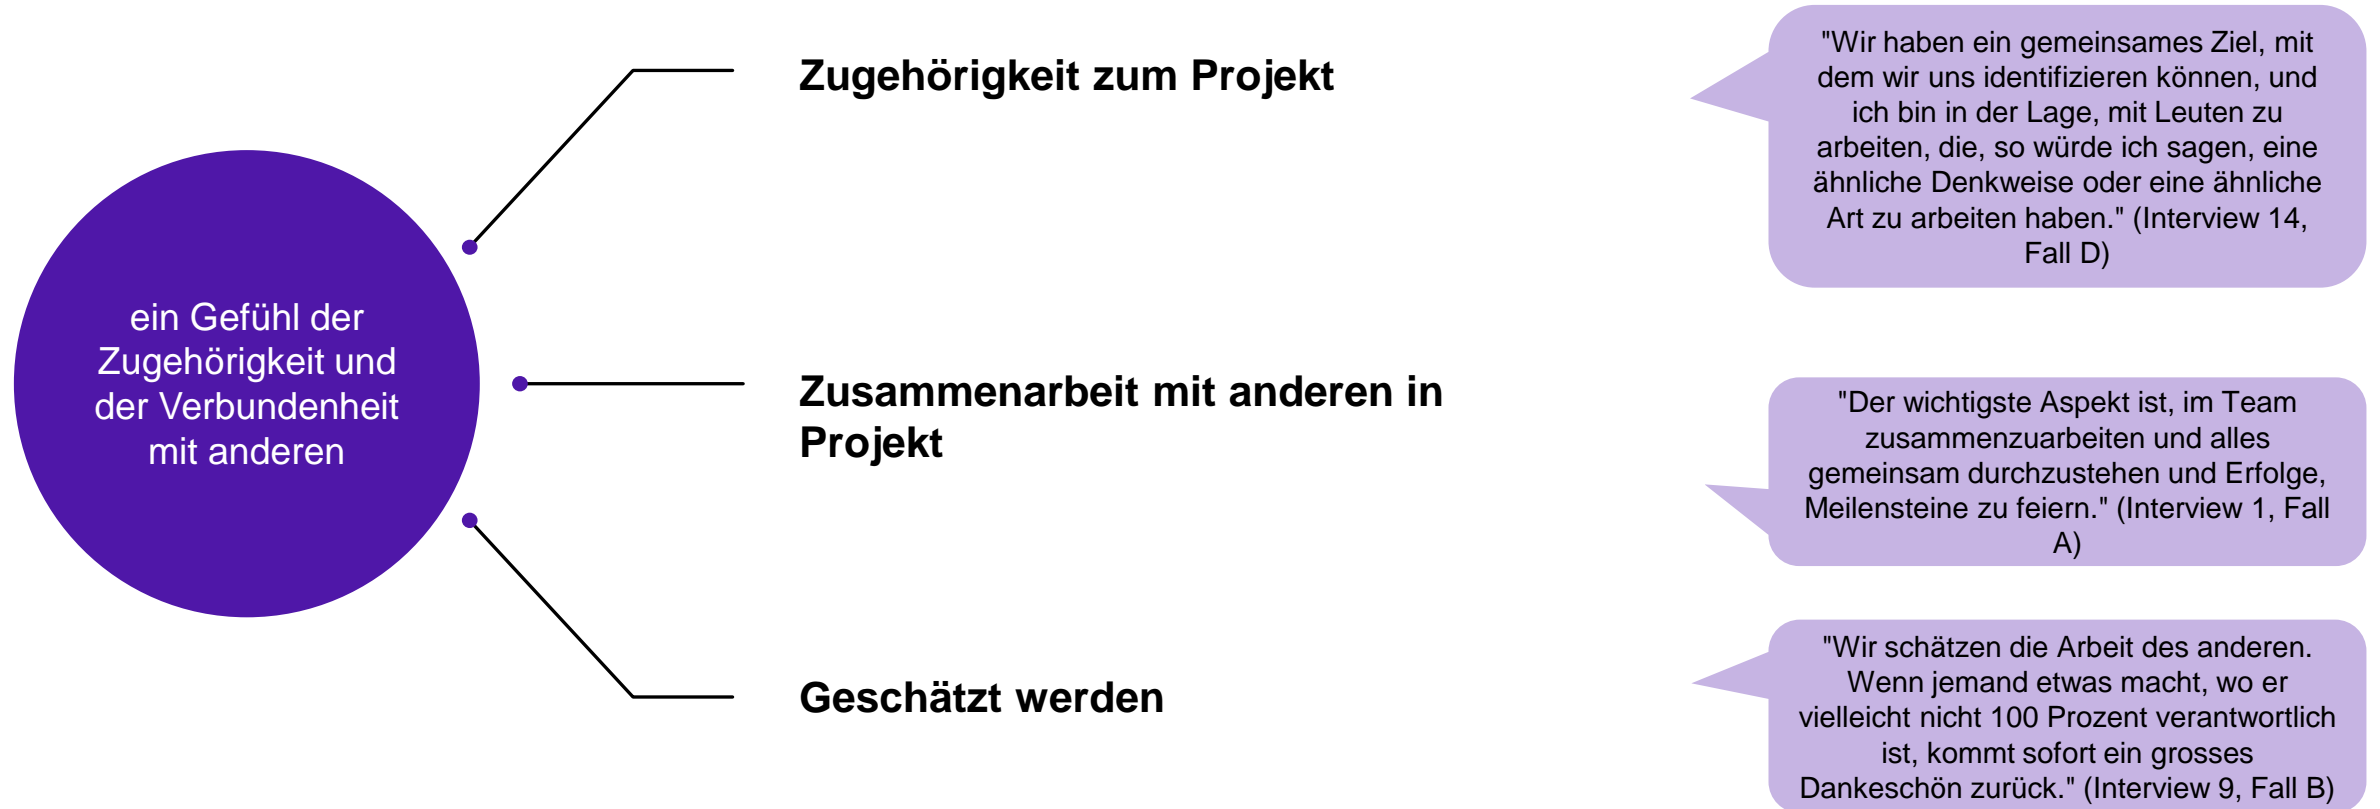 ein Gefühl der
Zugehörigkeit und
der Verbundenheit
mit anderen
Zugehörigkeit zum Projekt
"Wir haben ein gemeinsames Ziel, mit
dem wir uns identifizieren können, und
ich bin in der Lage, mit Leuten zu
arbeiten, die, so würde ich sagen, eine
ähnliche Denkweise oder eine ähnliche
Art zu arbeiten haben." (Interview 14,
Fall D)
Zusammenarbeit mit anderen in
Projekt
"Der wichtigste Aspekt ist, im Team
zusammenzuarbeiten und alles
gemeinsam durchzustehen und Erfolge,
Meilensteine zu feiern." (Interview 1, Fall
A)
Geschätzt werden
"Wir schätzen die Arbeit des anderen.
Wenn jemand etwas macht, wo er
vielleicht nicht 100 Prozent verantwortlich
ist, kommt sofort ein grosses
Dankeschön zurück." (Interview 9, Fall B)